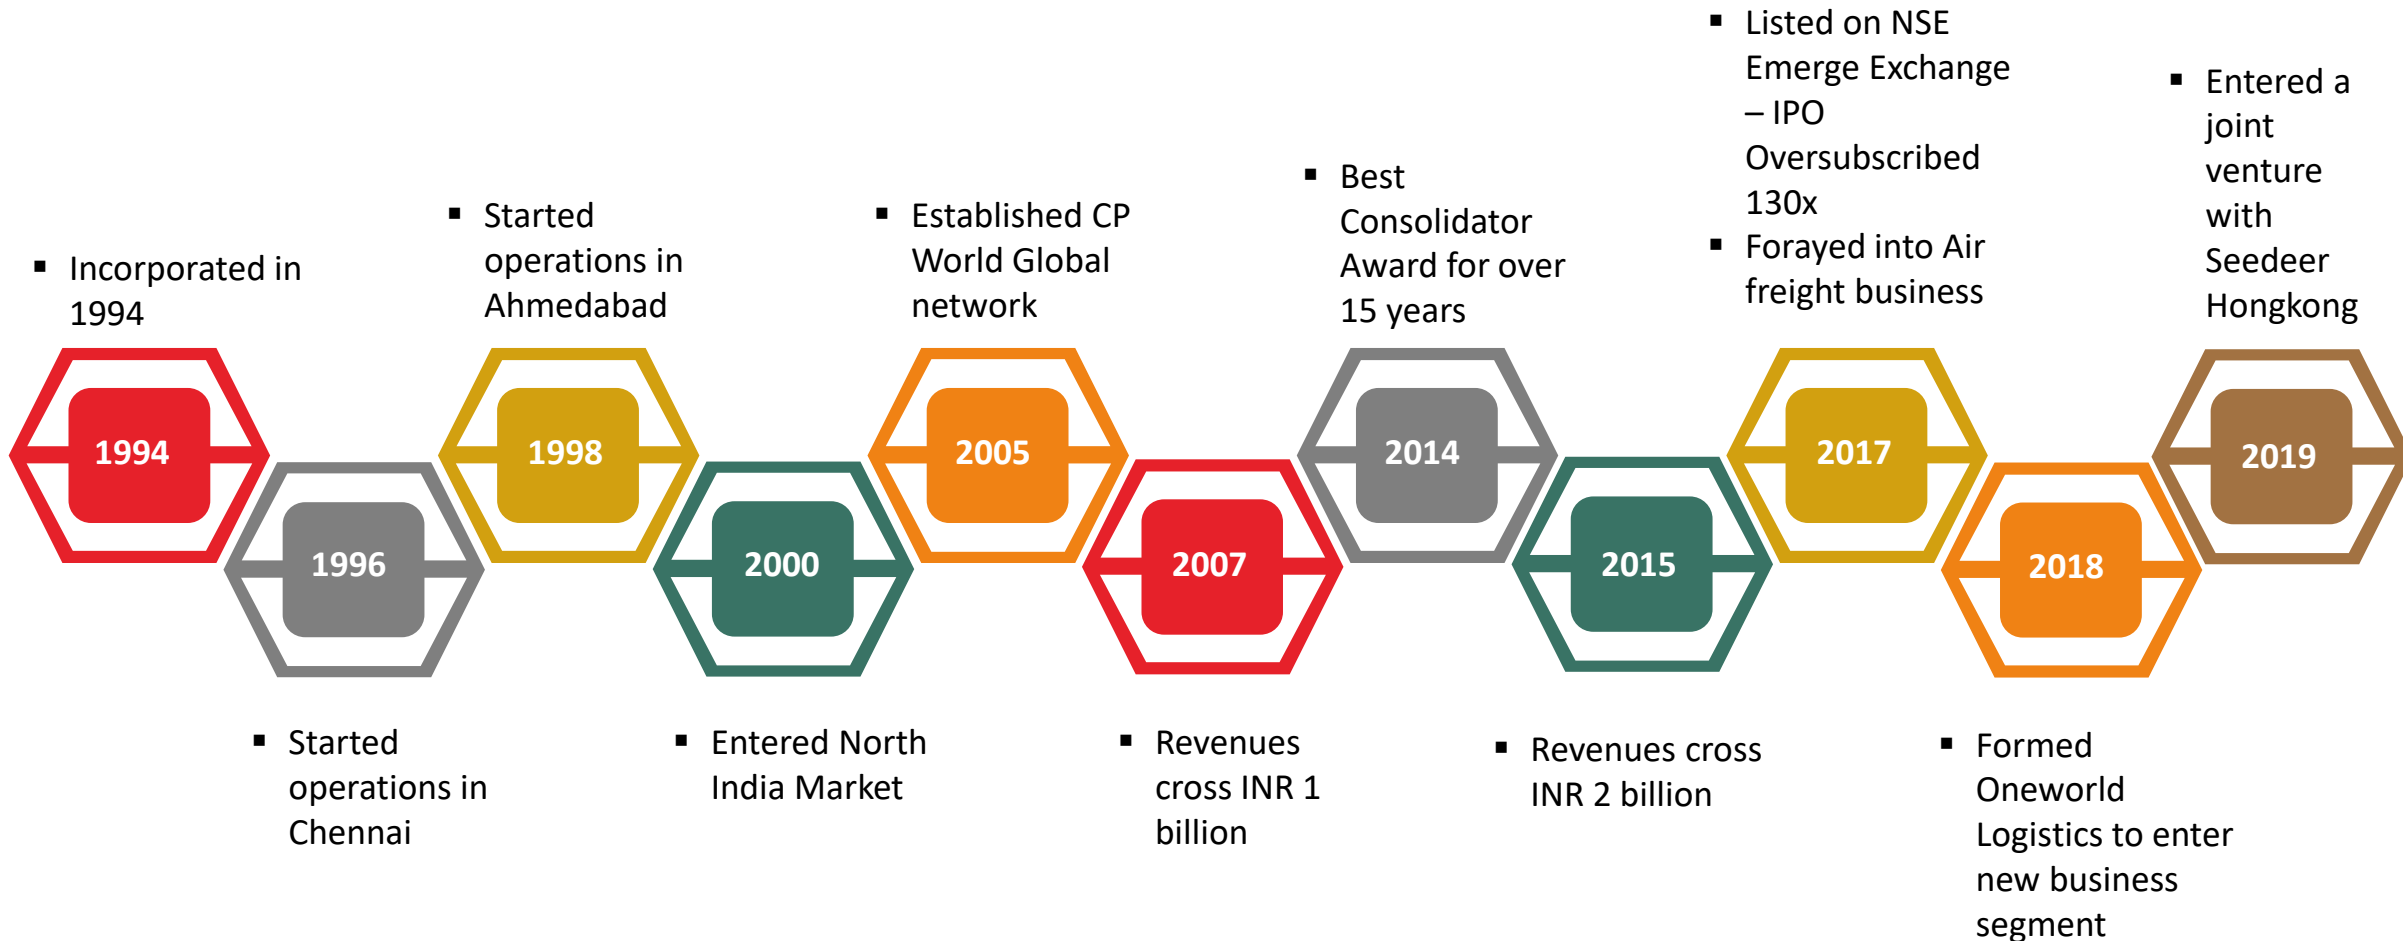 ▪ Incorporated in
1994
1994
1996
▪ Started
operations in
Chennai
▪ Started
operations in
Ahmedabad
1998
2000
▪ Entered North
India Market
▪ Established CP
World Global
network
2005
2007
▪ Revenues
cross INR 1
billion
▪ Best
Consolidator
Award for over
15 years
2014
2015
▪ Revenues cross
INR 2 billion
▪ Listed on NSE
Emerge Exchange
– IPO
Oversubscribed
130x
▪ Forayed into Air
freight business
2017
2018
▪ Formed
Oneworld
Logistics to enter
new business
segment
▪ Entered a
joint
venture
with
Seedeer
Hongkong
2019